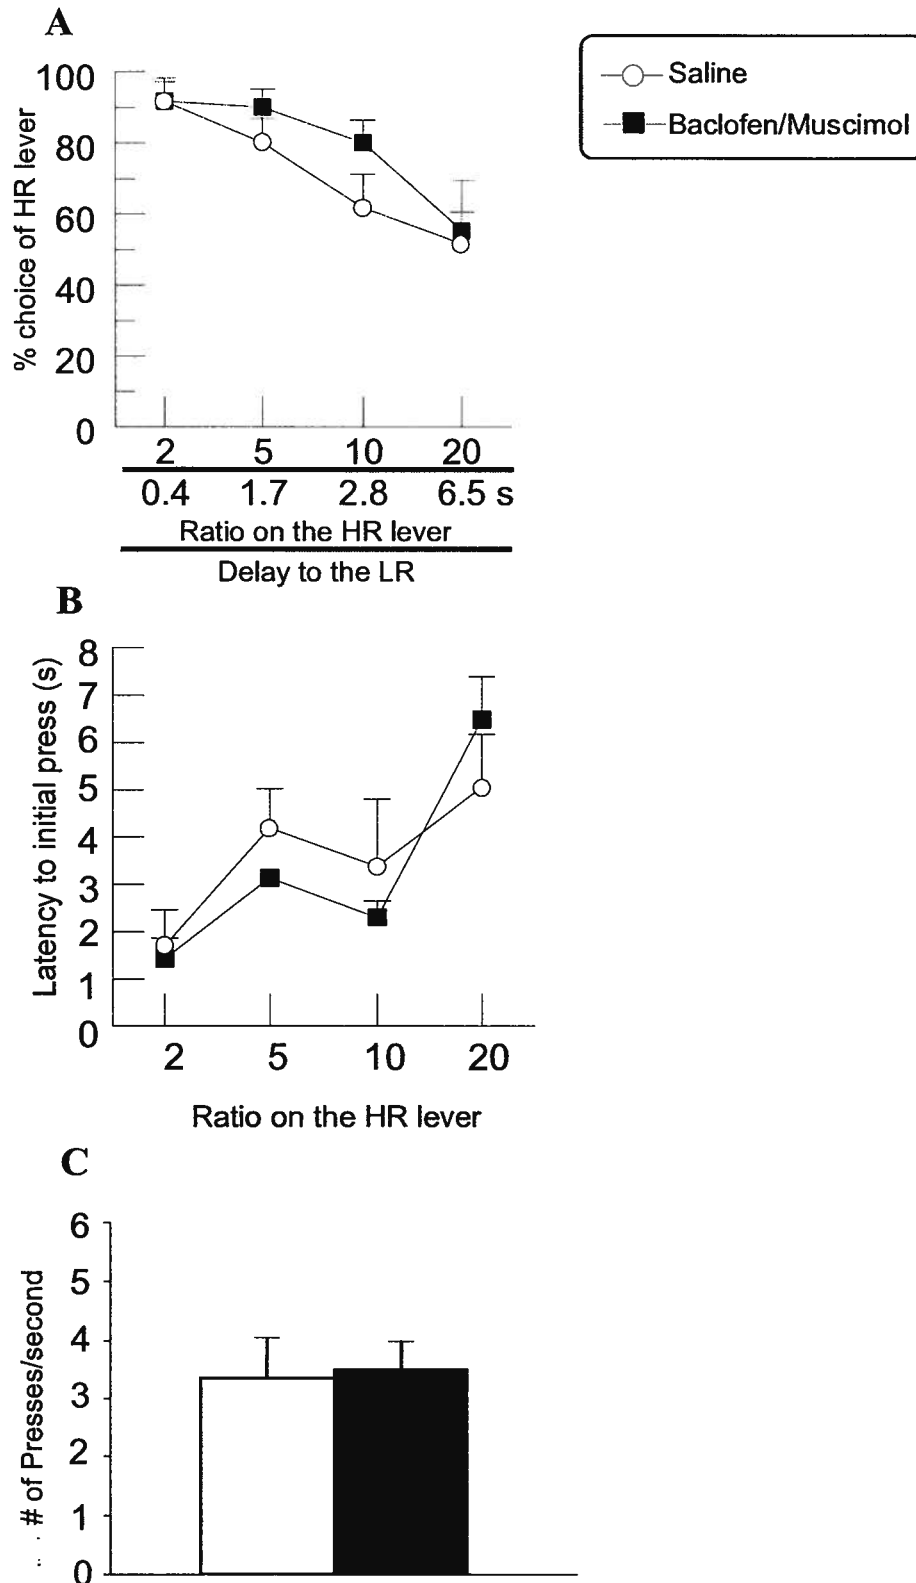 A
Saline
Baclofen/Muscimol
% choice of HR lever
100
80
60
40
20
0
2 5 10 20
0.4 1.7 2.8 6.5 s
Ratio on the HR lever
Delay to the LR
B
Latency to initial press (s)
8
7
6
5
4
3
2
1
0
2 5 10 20
Ratio on the HR lever
C
# of Presses/second
6
5
4
3
2
1
0